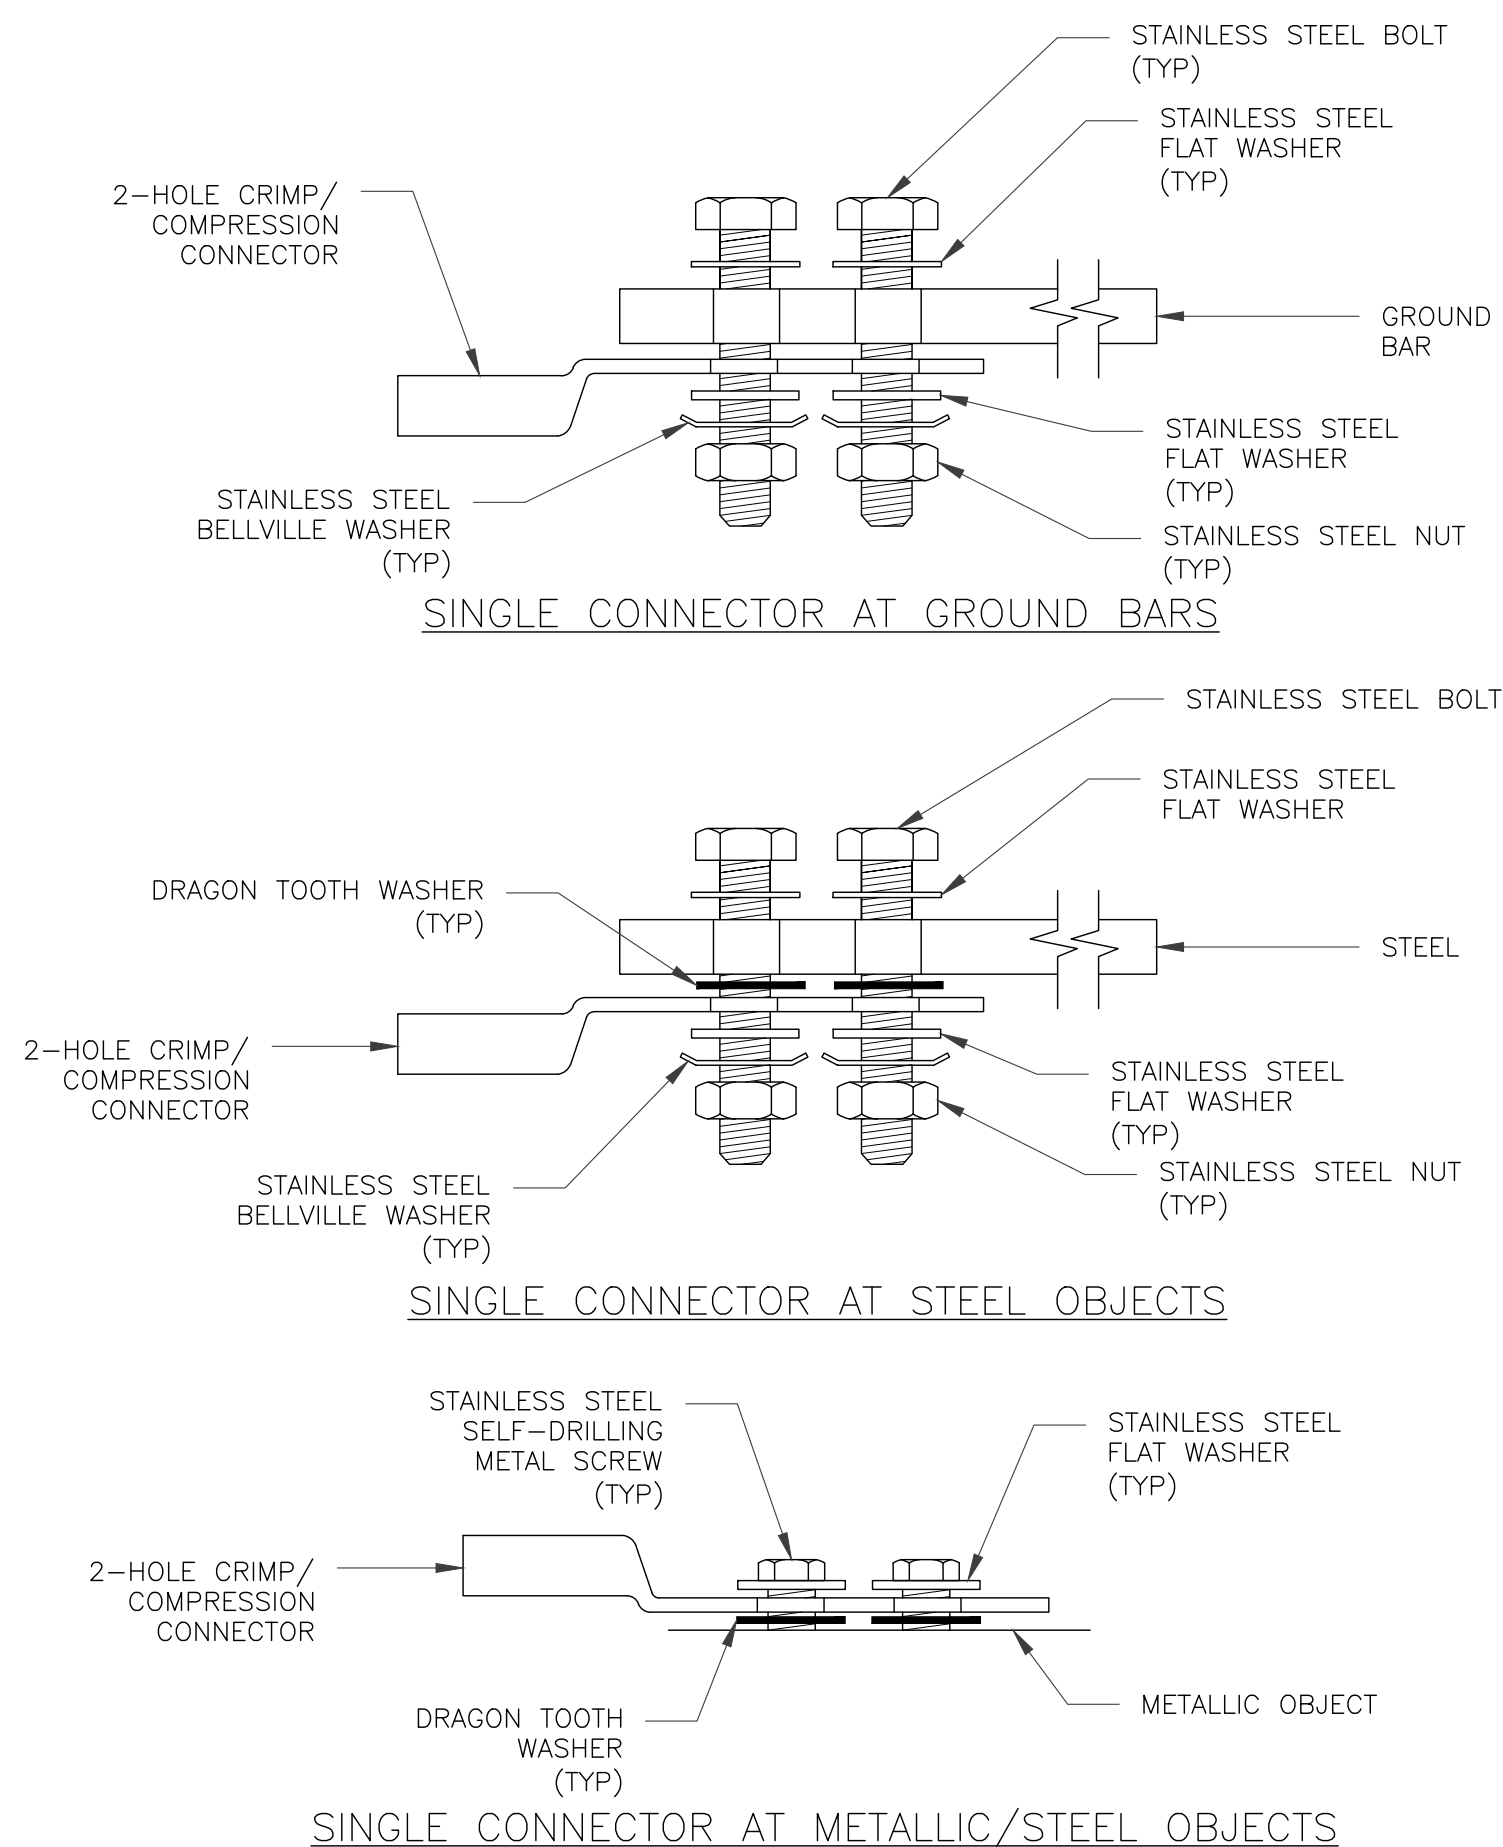 STAINLESS STEEL BOLT
(TYP)
STAINLESS STEEL
FLAT WASHER
(TYP)
2-HOLE CRIMP/
COMPRESSION
CONNECTOR
GROUND
BAR
STAINLESS STEEL
FLAT WASHER
(TYP)
STAINLESS STEEL
BELLVILLE WASHER
(TYP)
STAINLESS STEEL NUT
(TYP)
SINGLE CONNECTOR AT GROUND BARS
STAINLESS STEEL BOLT
STAINLESS STEEL
FLAT WASHER
DRAGON TOOTH WASHER
(TYP)
STEEL
2-HOLE CRIMP/
COMPRESSION
CONNECTOR
STAINLESS STEEL
FLAT WASHER
(TYP)
STAINLESS STEEL NUT
(TYP)
STAINLESS STEEL
BELLVILLE WASHER
(TYP)
SINGLE CONNECTOR AT STEEL OBJECTS
STAINLESS STEEL
SELF-DRILLING
METAL SCREW
(TYP)
STAINLESS STEEL
FLAT WASHER
(TYP)
2-HOLE CRIMP/
COMPRESSION
CONNECTOR
DRAGON TOOTH
WASHER
(TYP)
METALLIC OBJECT
SINGLE CONNECTOR AT METALLIC/STEEL OBJECTS